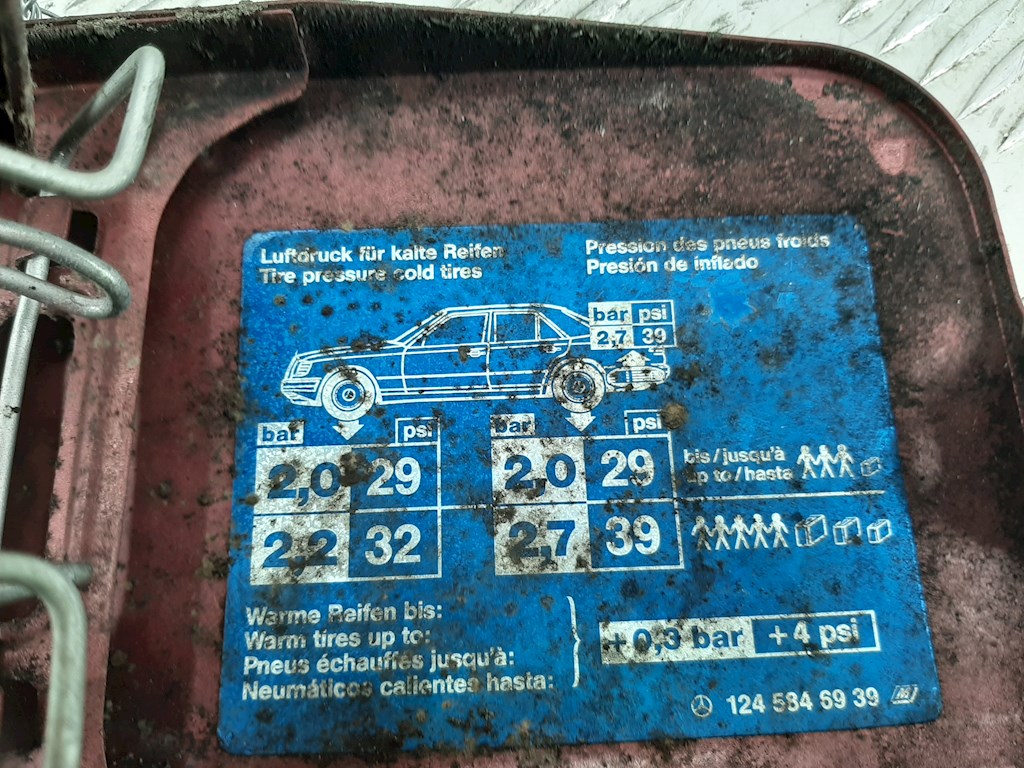 Luftdruck für kalte Reifen
Tire pressure cold tires
Pression des pneus froids
Presión de inflado
bar psi
2,7 39
bar psi
2,0 29
2,2 32
bar psi
2,0 29
2,7 39
bis/jusqu'à
up to/hasta
Warme Reifen bis:
Warm tires up to:
Pneus échauffés jusqu'à:
Neumáticos calientes hasta:
+0,3 bar +4 psi
124 584 69 39